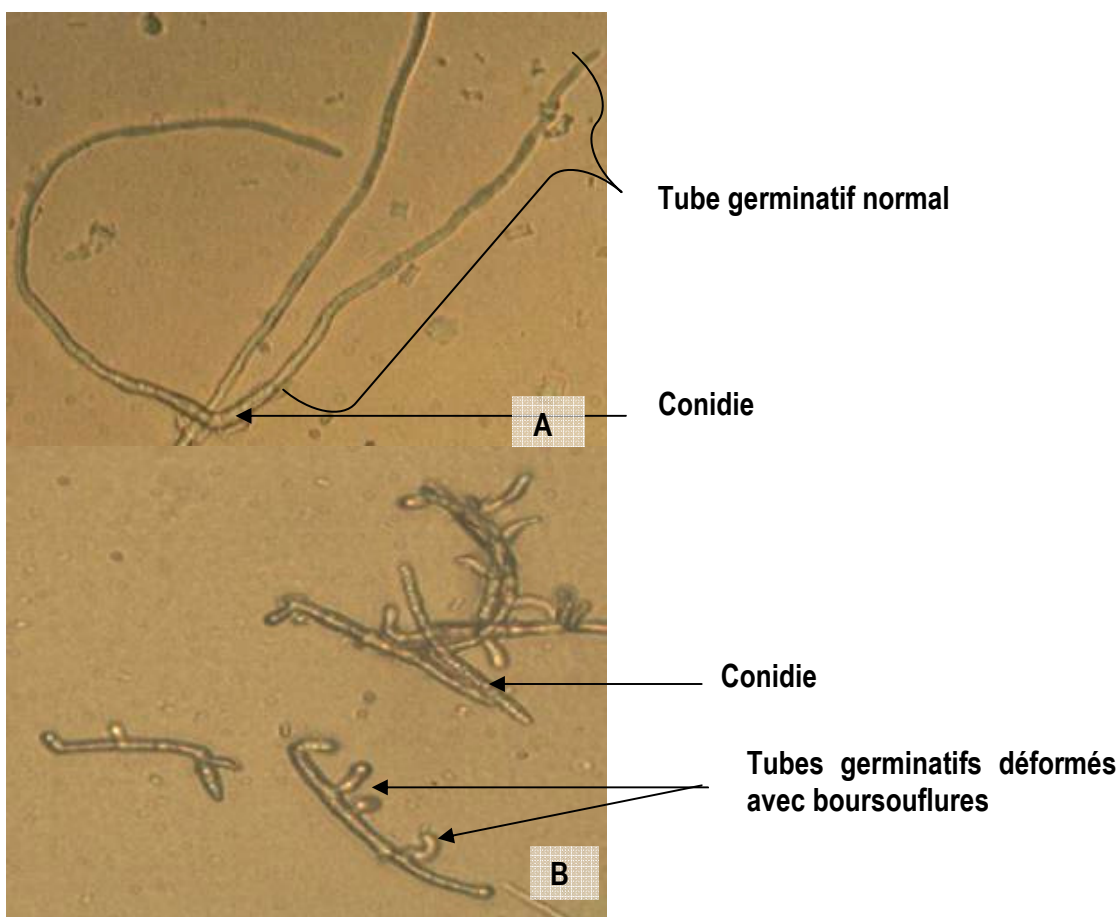 Tube germinatif normal
Conidie
A
Conidie
Tubes germinatifs déformés
avec boursouflures
B